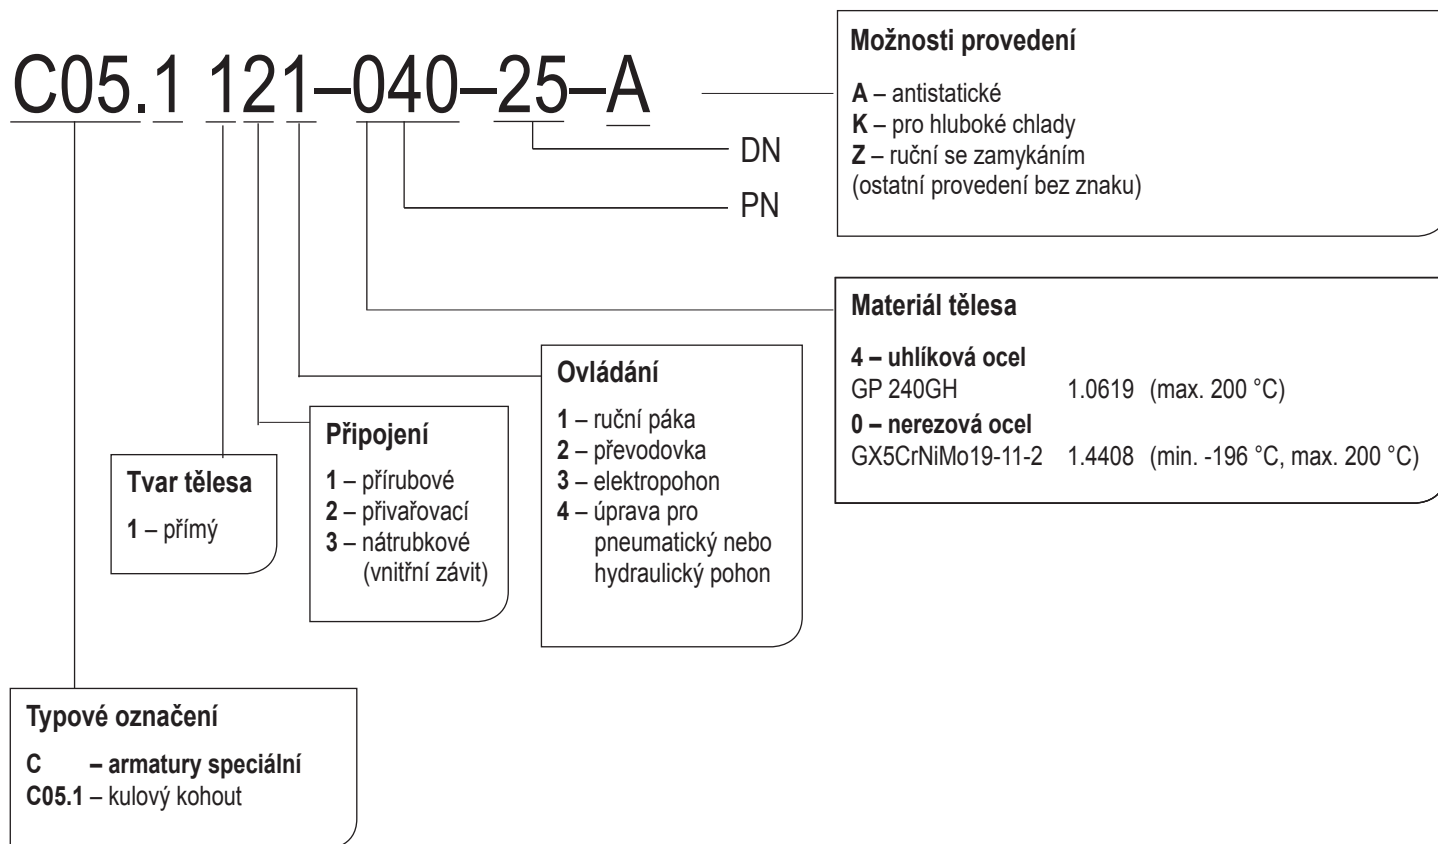 C05.1 121–040–25–A
DN
PN
Možnosti provedení
A – antistatické
K – pro hluboké chlady
Z – ruční se zamykáním
(ostatní provedení bez znaku)
Materiál tělesa
4 – uhlíková ocel
GP 240GH 1.0619 (max. 200 °C)
0 – nerezová ocel
GX5CrNiMo19-11-2 1.4408 (min. -196 °C, max. 200 °C)
Ovládání
1 – ruční páka
2 – převodovka
3 – elektropohon
4 – úprava pro
pneumatický nebo
hydraulický pohon
Připojení
1 – přírubové
2 – přivařovací
3 – nátrubkové
(vnitřní závit)
Tvar tělesa
1 – přímý
Typové označení
C – armatury speciální
C05.1 – kulový kohout